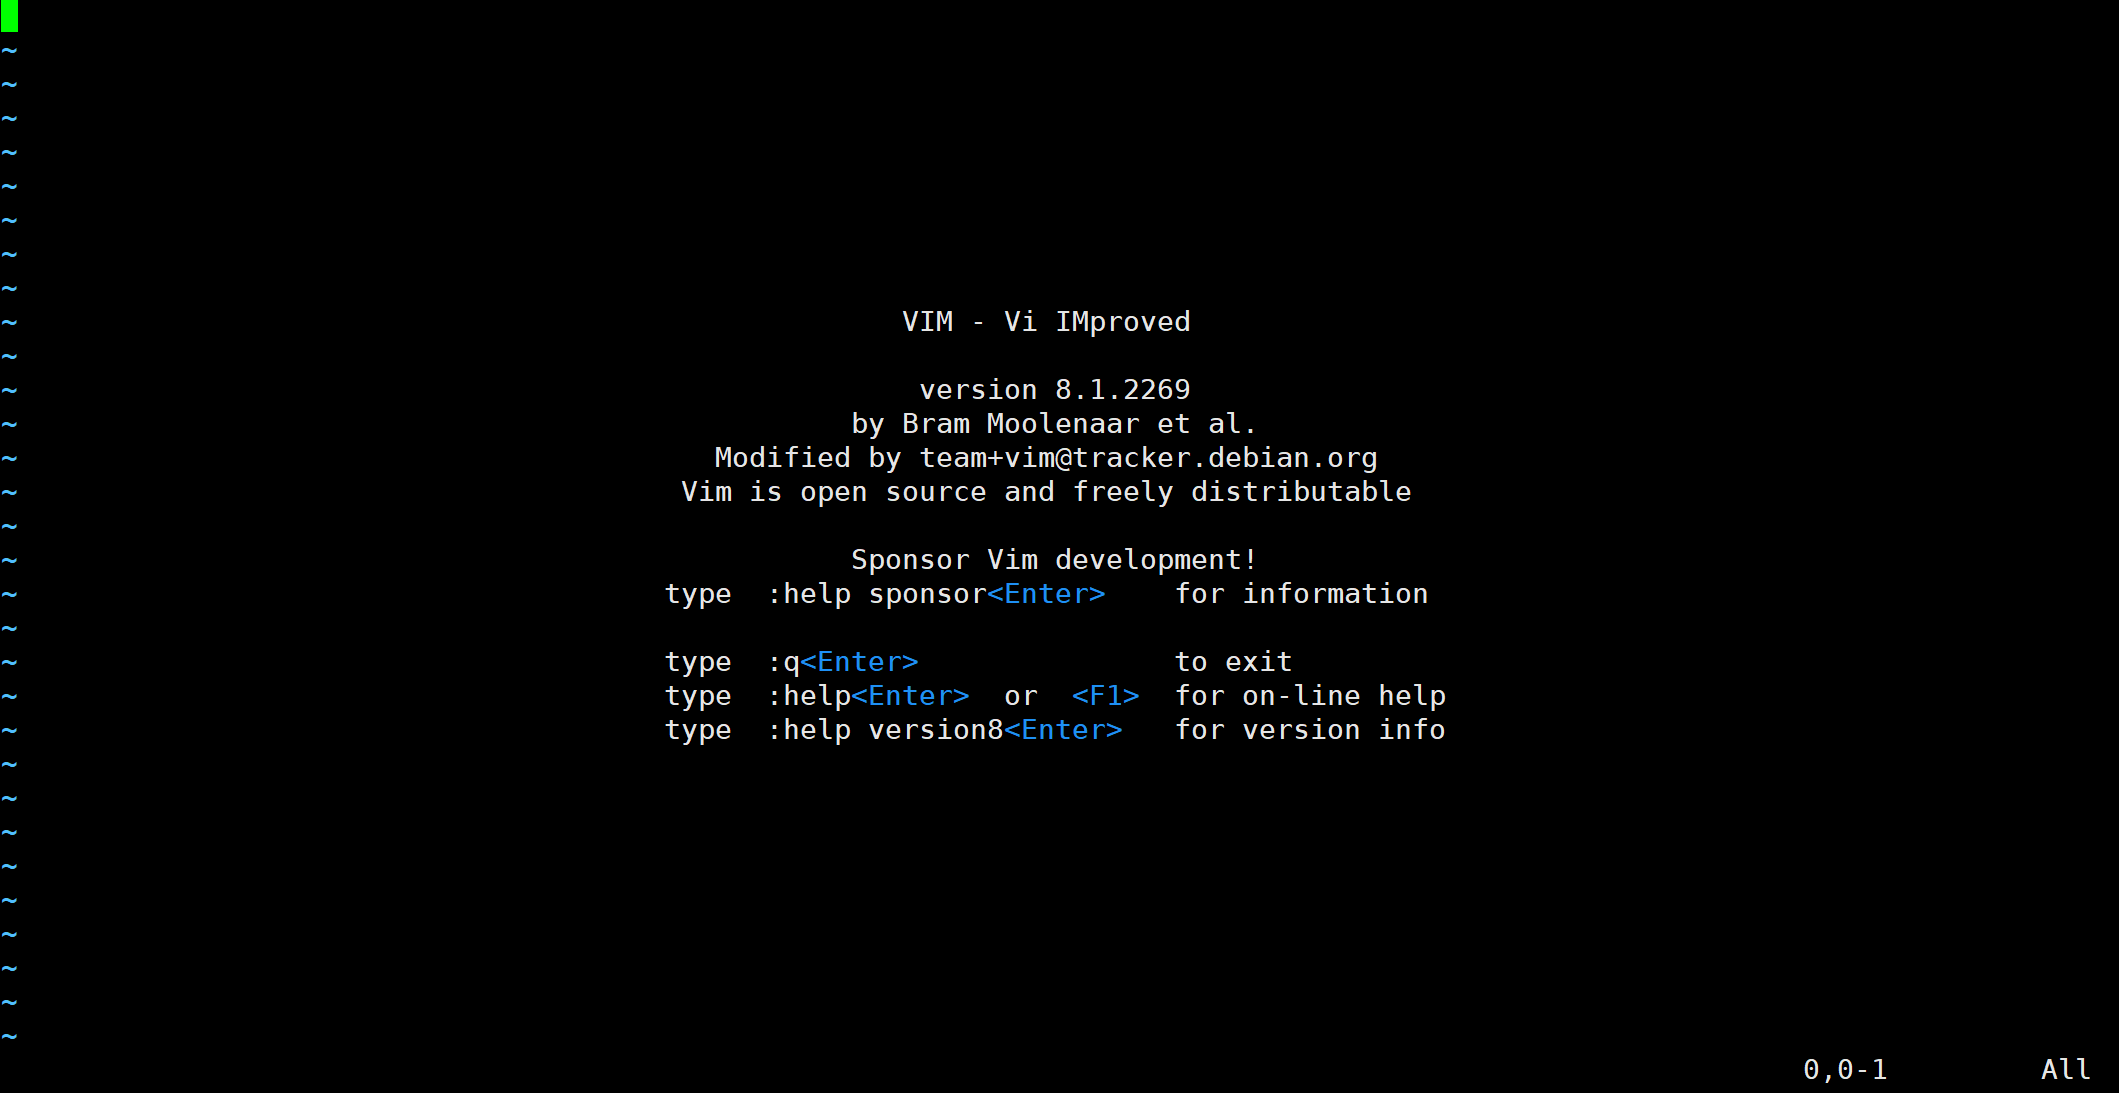 ~
~
~
~
~
~
~
~
~ VIM - Vi IMproved
~
~ version 8.1.2269
~ by Bram Moolenaar et al.
~ Modified by team+vim@tracker.debian.org
~ Vim is open source and freely distributable
~
~ Sponsor Vim development!
~ type  :help sponsor<Enter>    for information
~
~ type  :q<Enter>               to exit
~ type  :help<Enter>  or  <F1>  for on-line help
~ type  :help version8<Enter>   for version info
~
~
~
~
~
~
~
~
~
0,0-1         All